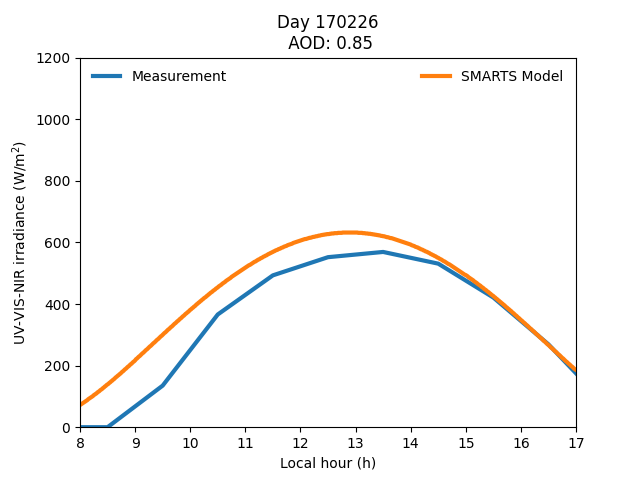 Day 170226
AOD: 0.85
Measurement
SMARTS Model
UV-VIS-NIR irradiance (W/m²)
1200
1000
800
600
400
200
0
8 9 10 11 12 13 14 15 16 17
Local hour (h)